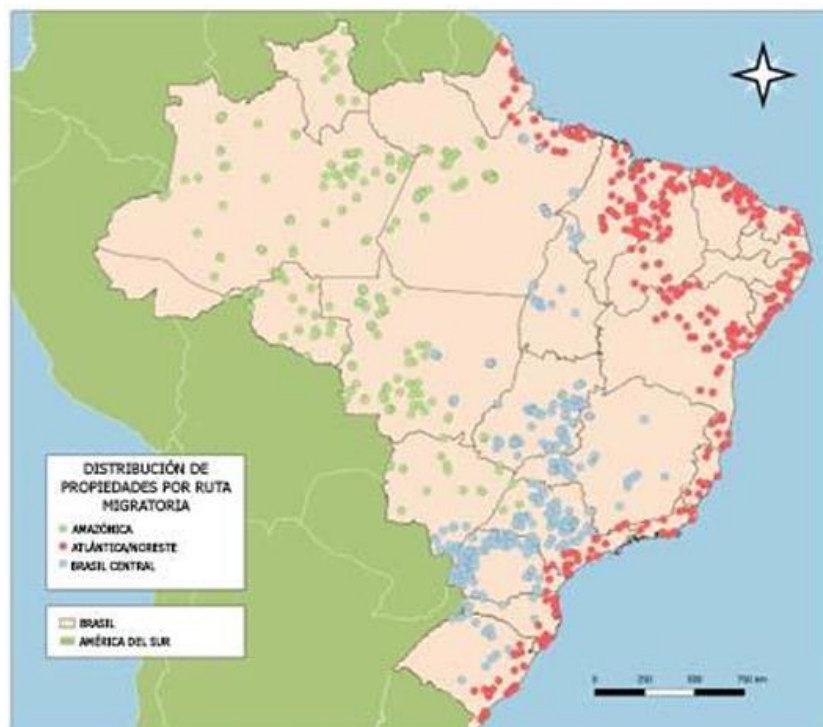 DISTRIBUCIÓN DE
PROPIEDADES POR RUTA
MIGRATORIA
AMAZÓNICA
ATLÁNTICA/NORESTE
BRASIL CENTRAL
BRASIL
AMÉRICA DEL SUR
0 250 500 750 km